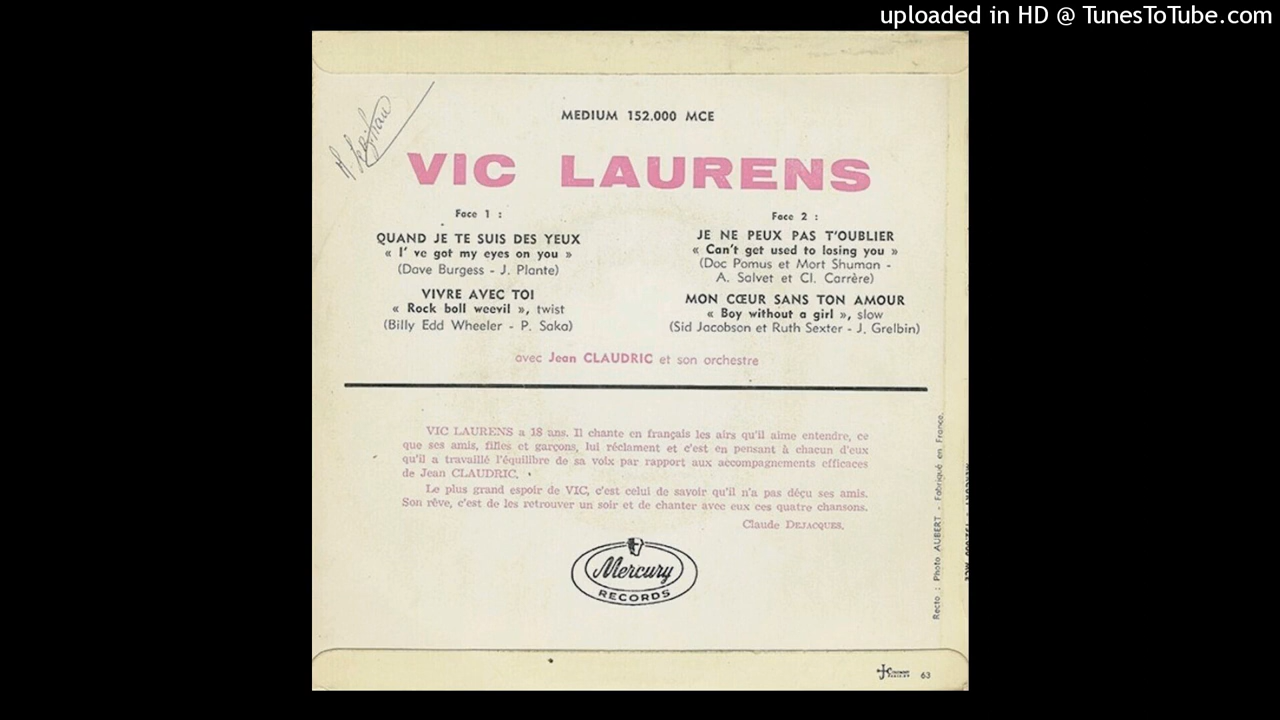 uploaded in HD @ TunesToTube.com
MEDIUM 152.000 MCE
VIC LAURENS
Face 1 :
QUAND JE TE SUIS DES YEUX
« I' ve got my eyes on you »
(Dave Burgess - J. Plante)
VIVRE AVEC TOI
« Rock boll weevil », twist
(Billy Edd Wheeler - P. Saka)
Face 2 :
JE NE PEUX PAS T'OUBLIER
« Can't get used to losing you »
(Doc Pomus et Mort Shuman -
A. Salvet et Cl. Carrère)
MON CŒUR SANS TON AMOUR
« Boy without a girl », slow
(Sid Jacobson et Ruth Sexter - J. Grelbin)
avec Jean CLAUDRIC et son orchestre
VIC LAURENS a 18 ans. Il chante en français les airs qu'il aime entendre, ce
que ses amis, filles et garçons, lui réclament et c'est en pensant à chacun d'eux
qu'il a travaillé l'équilibre de sa voix par rapport aux accompagnements efficaces
de Jean CLAUDRIC.
Le plus grand espoir de VIC, c'est celui de savoir qu'il n'a pas déçu ses amis.
Son rêve, c'est de les retrouver un soir et de chanter avec eux ces quatre chansons.
Claude DEJACQUES.
Mercury
RECORDS
Recto : Photo AUBERT - Fabriqué en France.
63